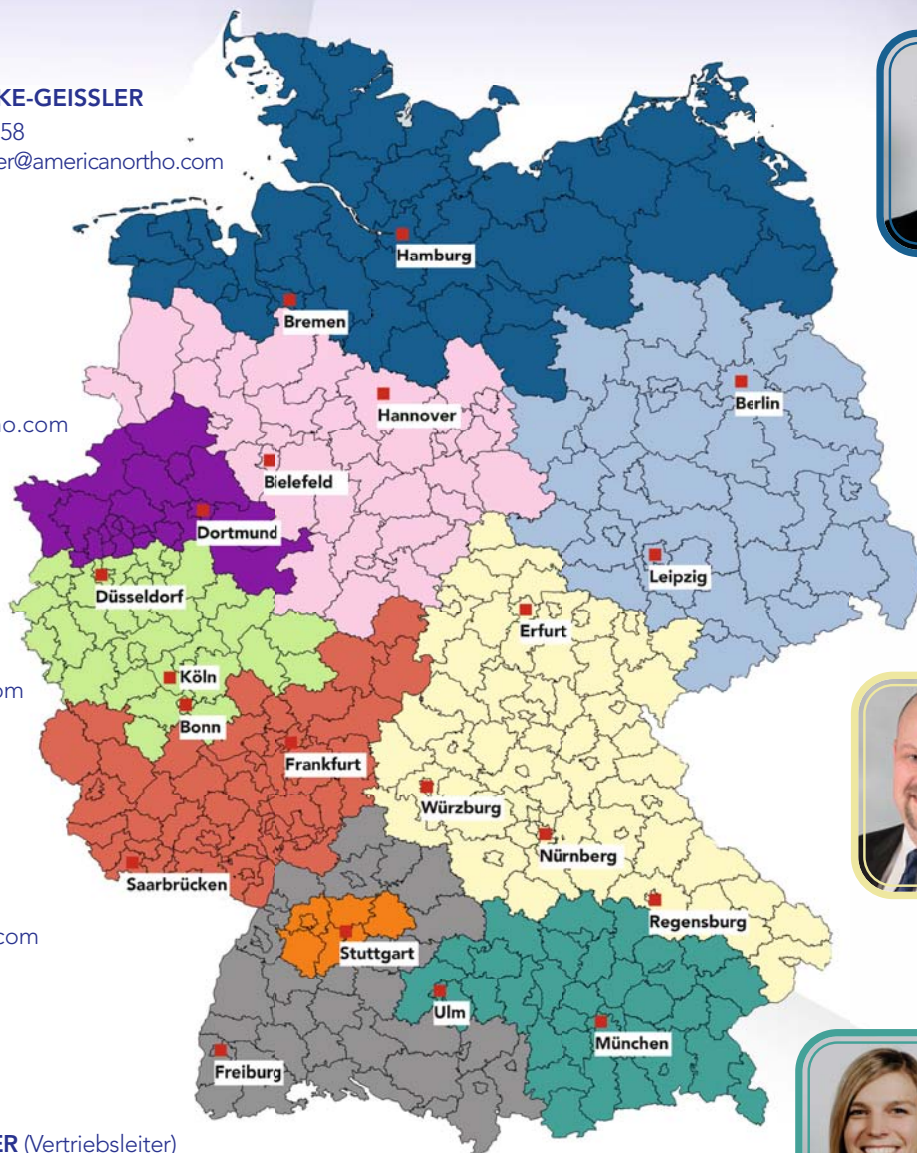 KE-GEISSLER
58
er@americanortho.com
Hamburg
Bremen
Berlin
Hannover
ho.com
Bielefeld
Dortmund
Leipzig
Düsseldorf
Erfurt
Köln
om
Bonn
Frankfurt
Würzburg
Nürnberg
Saarbrücken
Regensburg
com
Stuttgart
Ulm
München
Freiburg
ER (Vertriebsleiter)